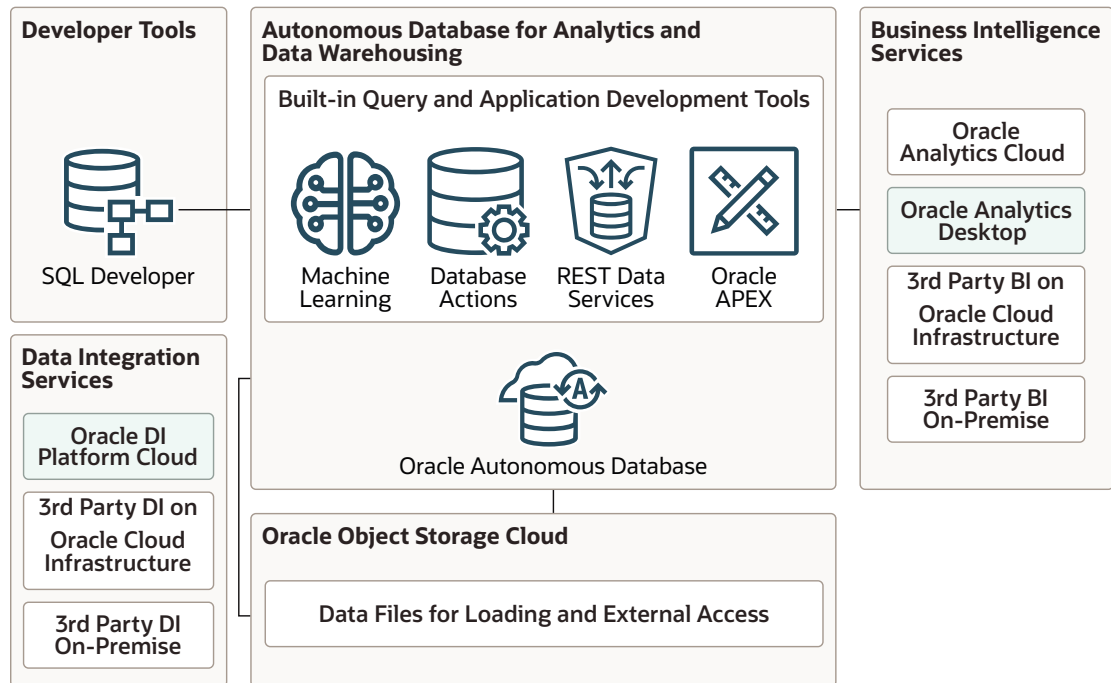 Developer Tools
SQL Developer
Autonomous Database for Analytics and
Data Warehousing
Built-in Query and Application Development Tools
Machine
Learning
Database
Actions
REST Data
Services
Oracle
APEX
A
Oracle Autonomous Database
Business Intelligence
Services
Oracle
Analytics Cloud
Oracle Analytics
Desktop
3rd Party BI on
Oracle Cloud
Infrastructure
3rd Party BI
On-Premise
Data Integration
Services
Oracle DI
Platform Cloud
3rd Party DI on
Oracle Cloud
Infrastructure
3rd Party DI
On-Premise
Oracle Object Storage Cloud
Data Files for Loading and External Access